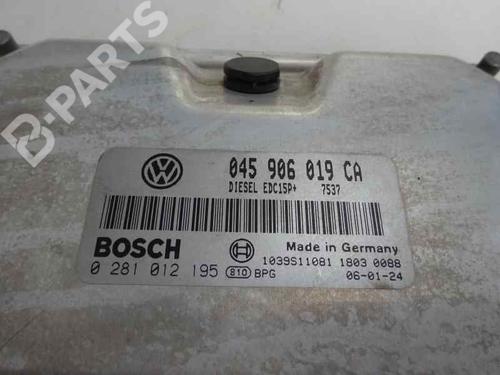 B-PARTS
045 906 019 CA
DIESEL EDC15P+ 7537
BOSCH
Made in Germany
1039S11081 1803 0088
0 281 012 195 810 BPG
06-01-24